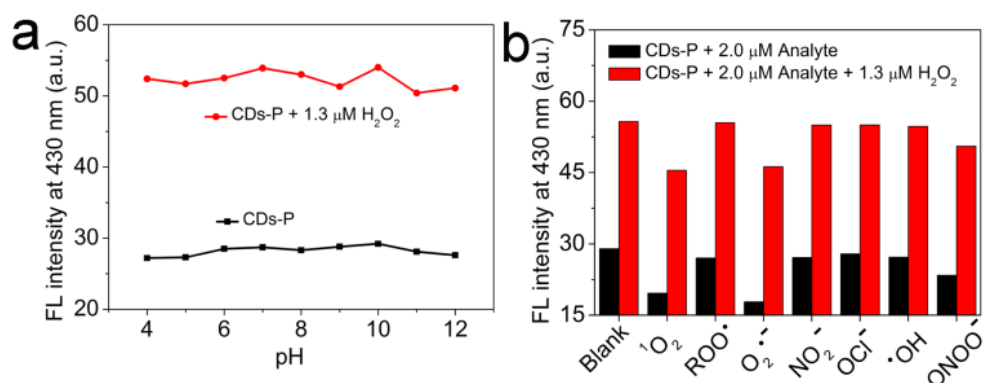 a
FL intensity at 430 nm (a.u.)
60
50
40
30
20
CDs-P + 1.3 μM H₂O₂
CDs-P
4
6
8
10
12
pH
b
FL intensity at 430 nm (a.u.)
75
60
45
30
15
CDs-P + 2.0 μM Analyte
CDs-P + 2.0 μM Analyte + 1.3 μM H₂O₂
Blank
¹O₂
ROO•
O₂•⁻
NO₂⁻
OCl⁻
•OH
ONOO⁻